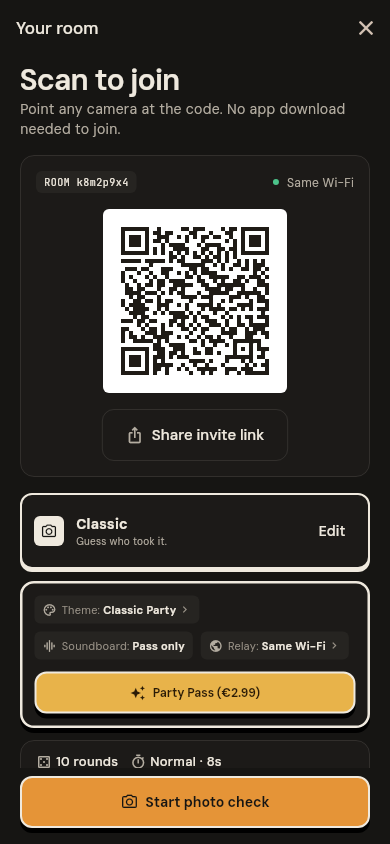 Your room
Scan to join
Point any camera at the code. No app download
needed to join.
ROOM k8m2p9x4
Same Wi-Fi
Share invite link
Classic
Guess who took it.
Edit
Theme: Classic Party
Soundboard: Pass only
Relay: Same Wi-Fi
Party Pass (€2.99)
10 rounds
Normal · 8s
Start photo check